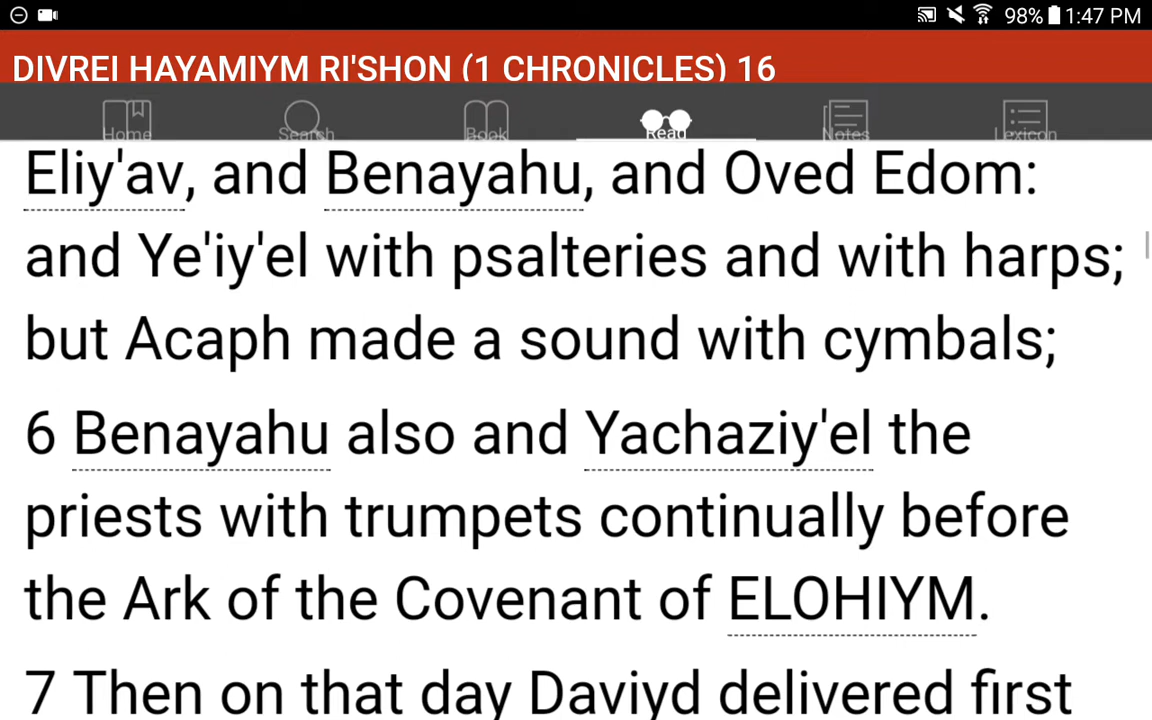 98% 1:47 PM
DIVREI HAYAMIYM RI'SHON (1 CHRONICLES) 16
Home Search Book Read Notes Lexicon
Eliy'av, and Benayahu, and Oved Edom:
and Ye'iy'el with psalteries and with harps;
but Acaph made a sound with cymbals;
6 Benayahu also and Yachaziy'el the
priests with trumpets continually before
the Ark of the Covenant of ELOHIYM.
7 Then on that day Daviyd delivered first